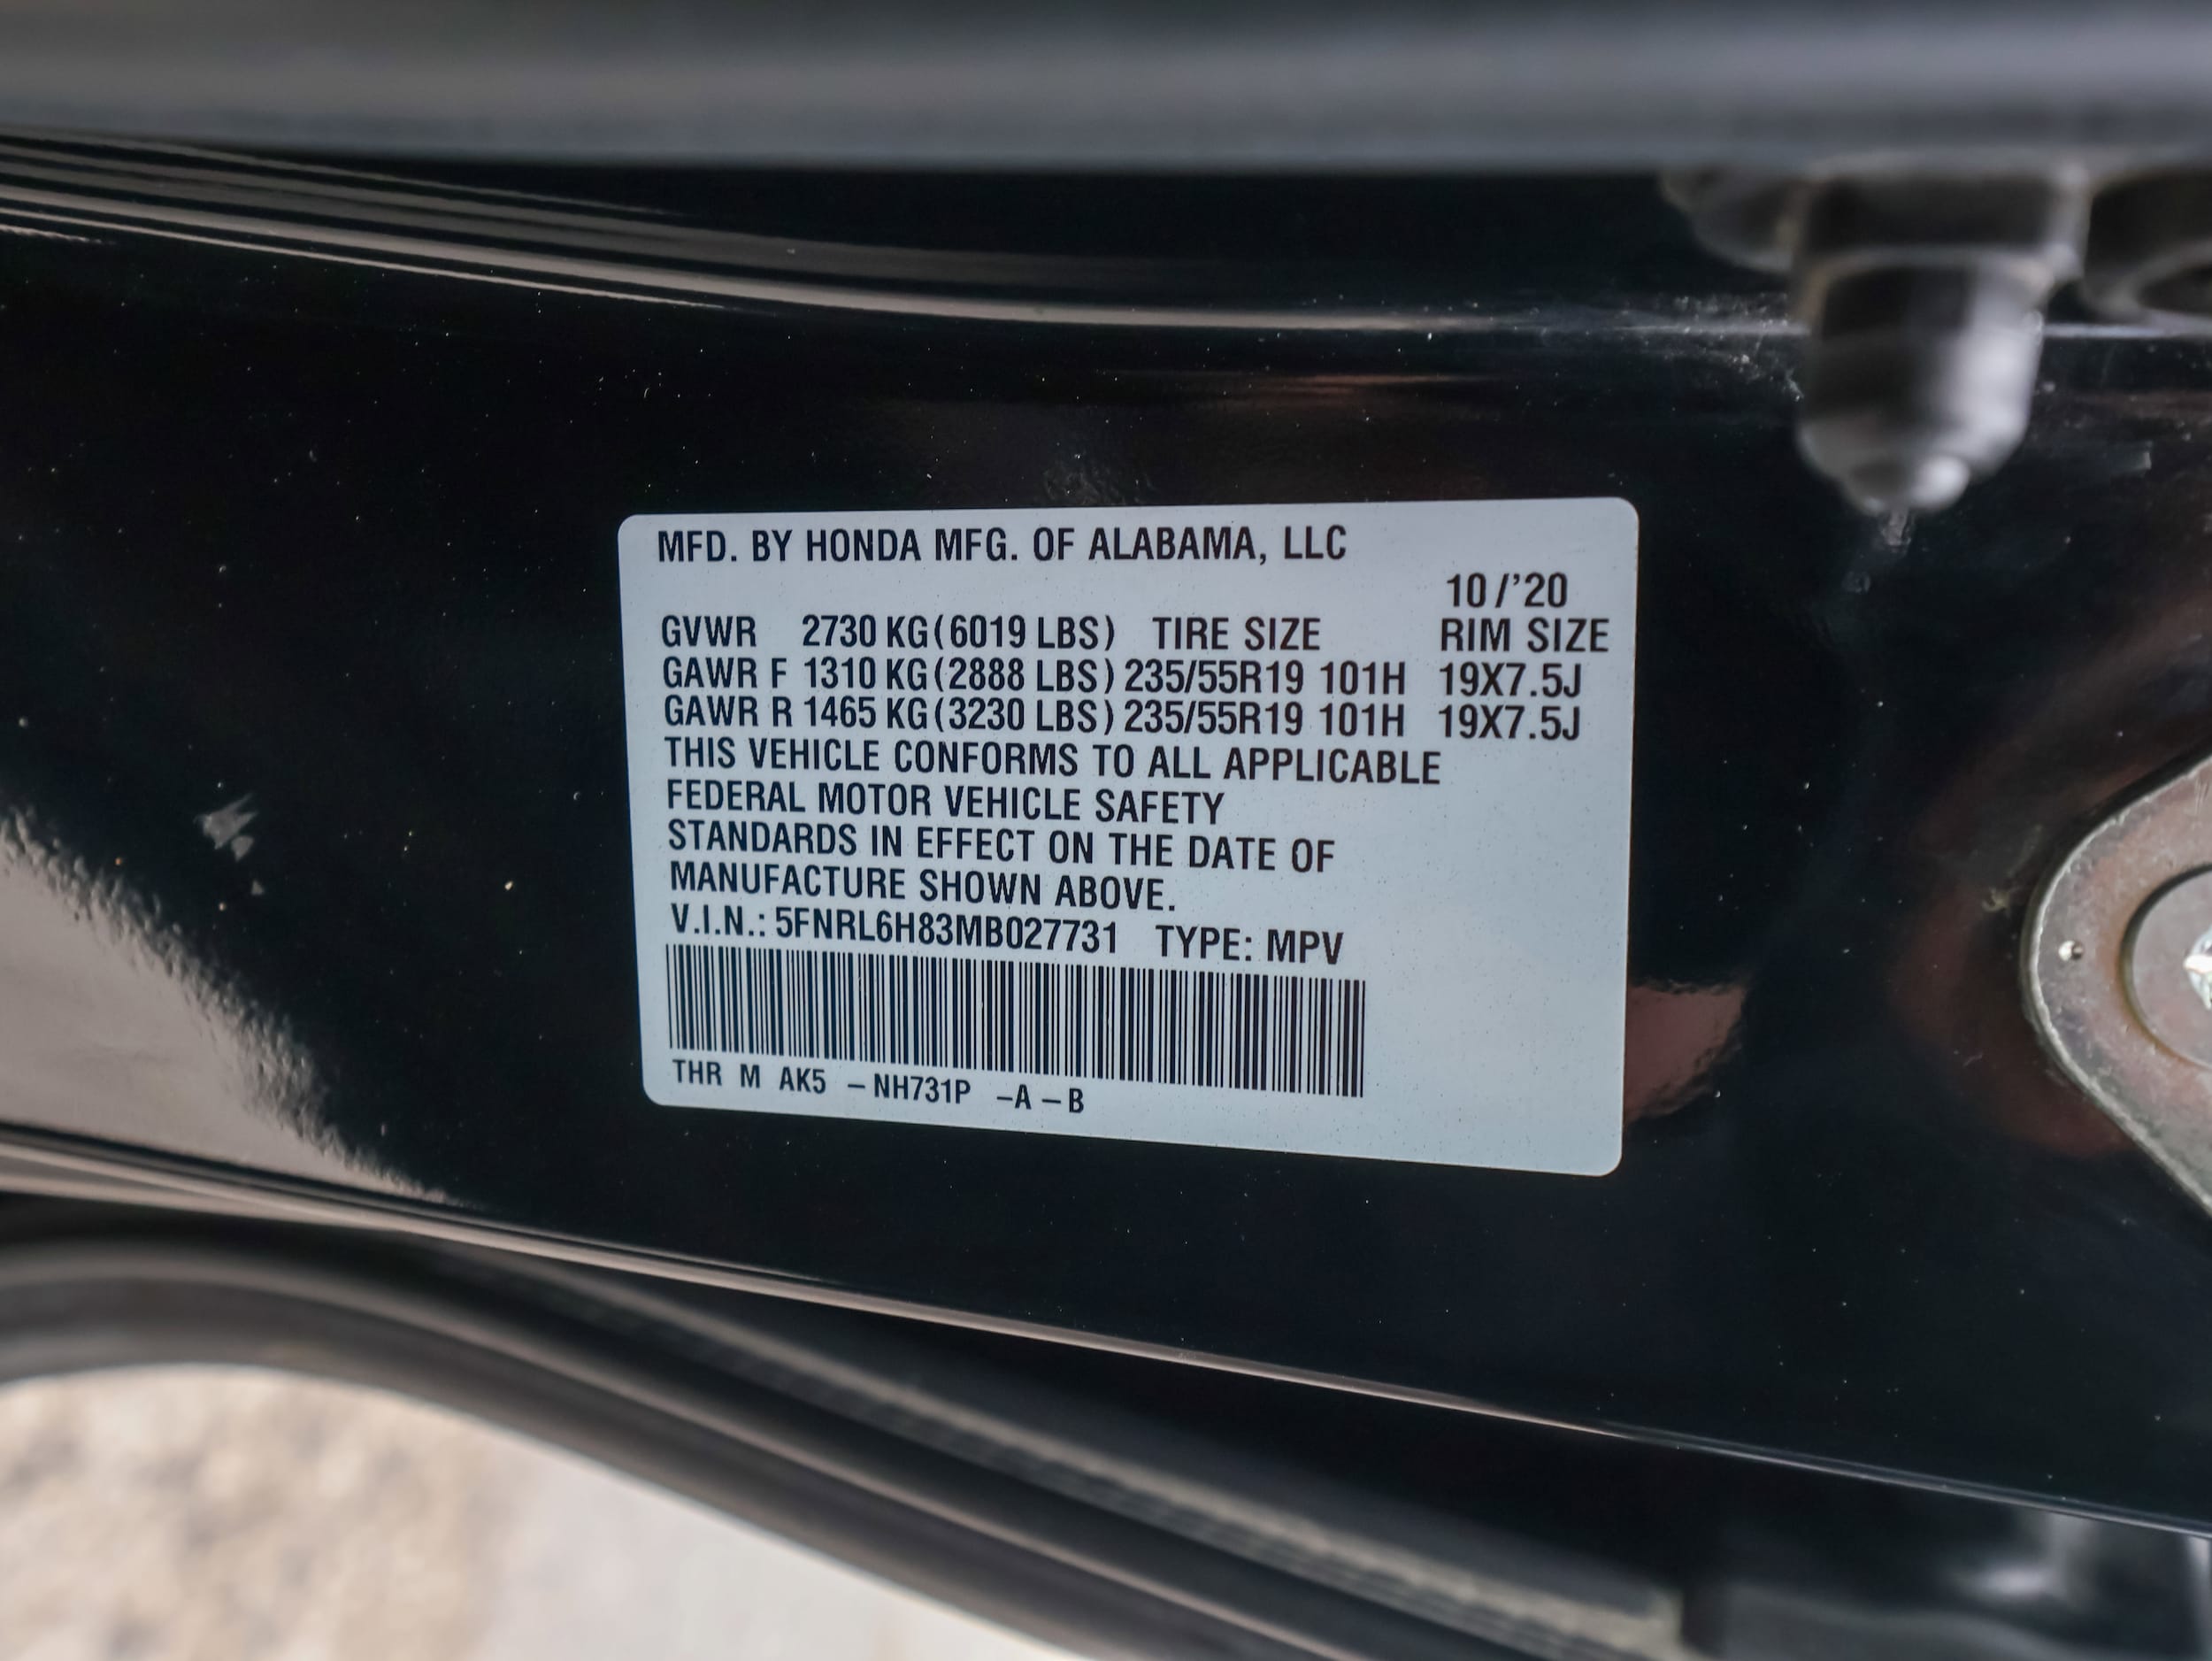 MFD. BY HONDA MFG. OF ALABAMA, LLC
10/'20
GVWR 2730 KG (6019 LBS) TIRE SIZE RIM SIZE
GAWR F 1310 KG (2888 LBS) 235/55R19 101H 19X7.5J
GAWR R 1465 KG (3230 LBS) 235/55R19 101H 19X7.5J
THIS VEHICLE CONFORMS TO ALL APPLICABLE
FEDERAL MOTOR VEHICLE SAFETY
STANDARDS IN EFFECT ON THE DATE OF
MANUFACTURE SHOWN ABOVE.
V.I.N.: 5FNRL6H83MB027731 TYPE: MPV
THR M AK5 – NH731P –A – B